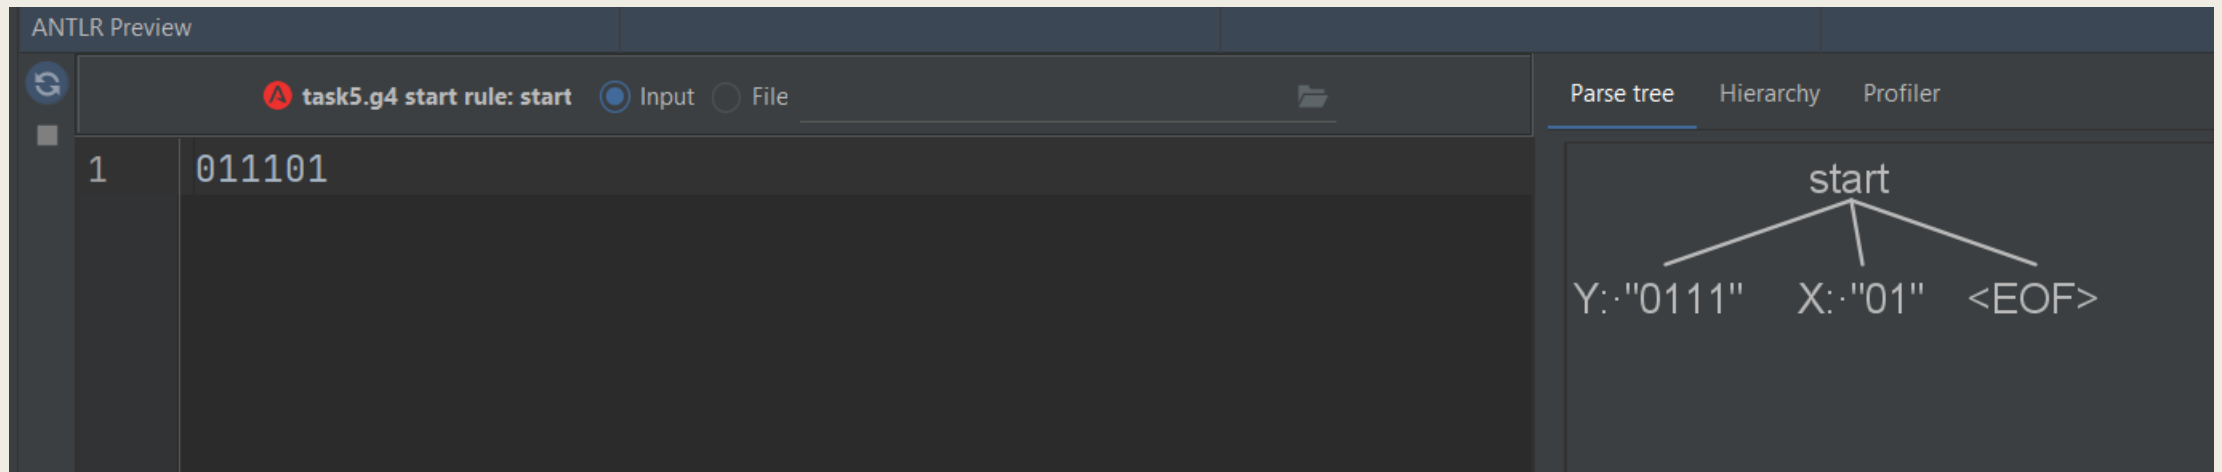 ANTLR Preview
task5.g4 start rule: start Input File
Parse tree Hierarchy Profiler
1 011101
start
Y:·"0111" X:·"01" <EOF>